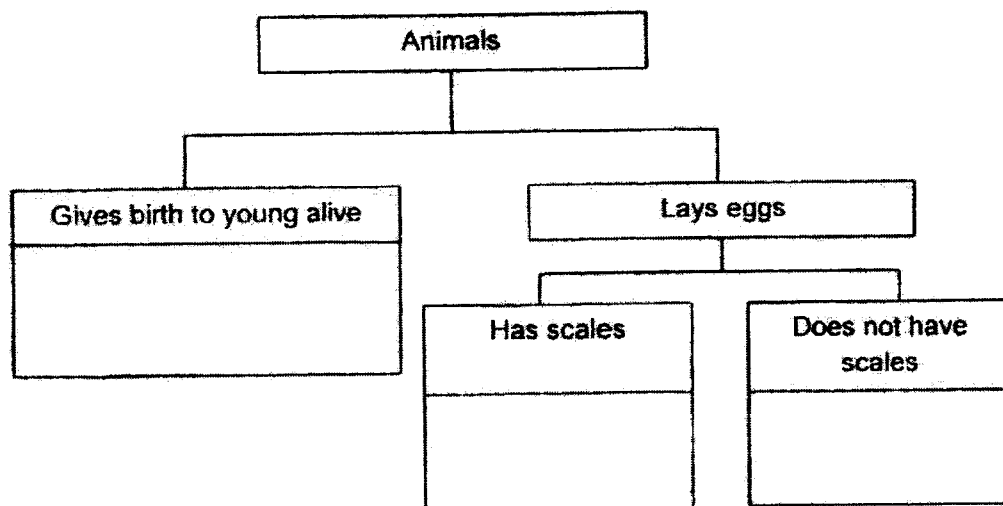 Animals
Gives birth to young alive
Lays eggs
Has scales
Does not have
scales